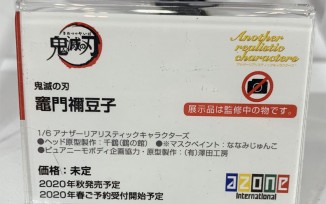 鬼滅の刃
Another
realistic
characters
鬼滅の刃
竈門禰豆子
展示品は監修中の物です。
1/6 アナザーリアリスティックキャラクターズ
●ヘッド原型製作：千鶴(鶴の館) ●※マスクペイント：ななみじゅんこ
●ピュアニーモボディ企画協力・原型製作：(有)澤田工房
価格：未定
2020年秋発売予定
2020年春ご予約受付開始予定
azone
international